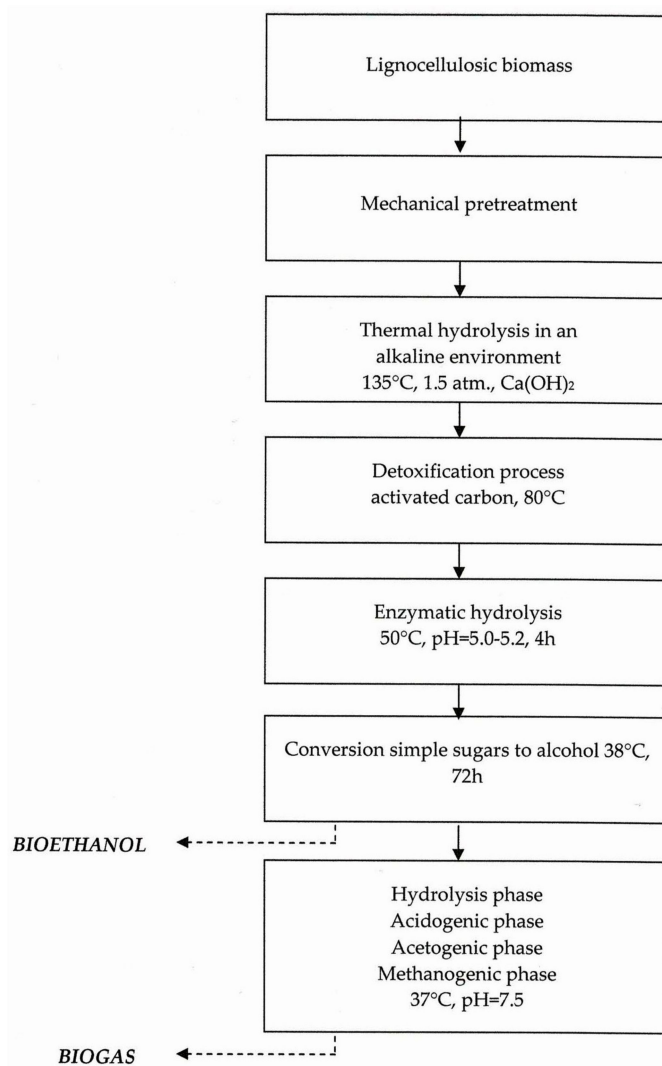 Lignocellulosic biomass
Mechanical pretreatment
Thermal hydrolysis in an
alkaline environment
135°C, 1.5 atm., Ca(OH)₂
Detoxification process
activated carbon, 80°C
Enzymatic hydrolysis
50°C, pH=5.0-5.2, 4h
Conversion simple sugars to alcohol 38°C,
72h
BIOETHANOL
Hydrolysis phase
Acidogenic phase
Acetogenic phase
Methanogenic phase
37°C, pH=7.5
BIOGAS